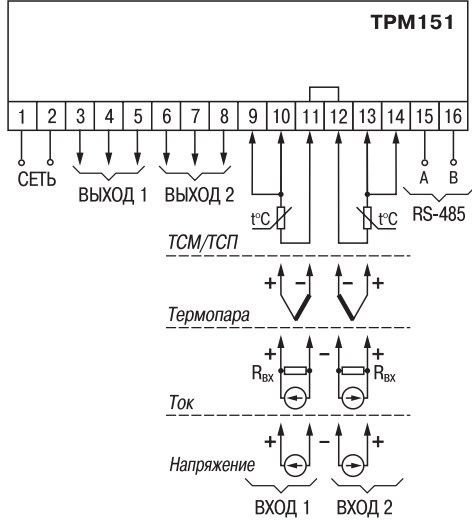 ТРМ151
1 2 3 4 5 6 7 8 9 10 11 12 13 14 15 16
СЕТЬ
ВЫХОД 1
ВЫХОД 2
A B
RS-485
t°C t°C
ТСМ/ТСП
+ – +
Термопара
+ – +
Rвх Rвх
Ток
+ – +
Напряжение
ВХОД 1 ВХОД 2